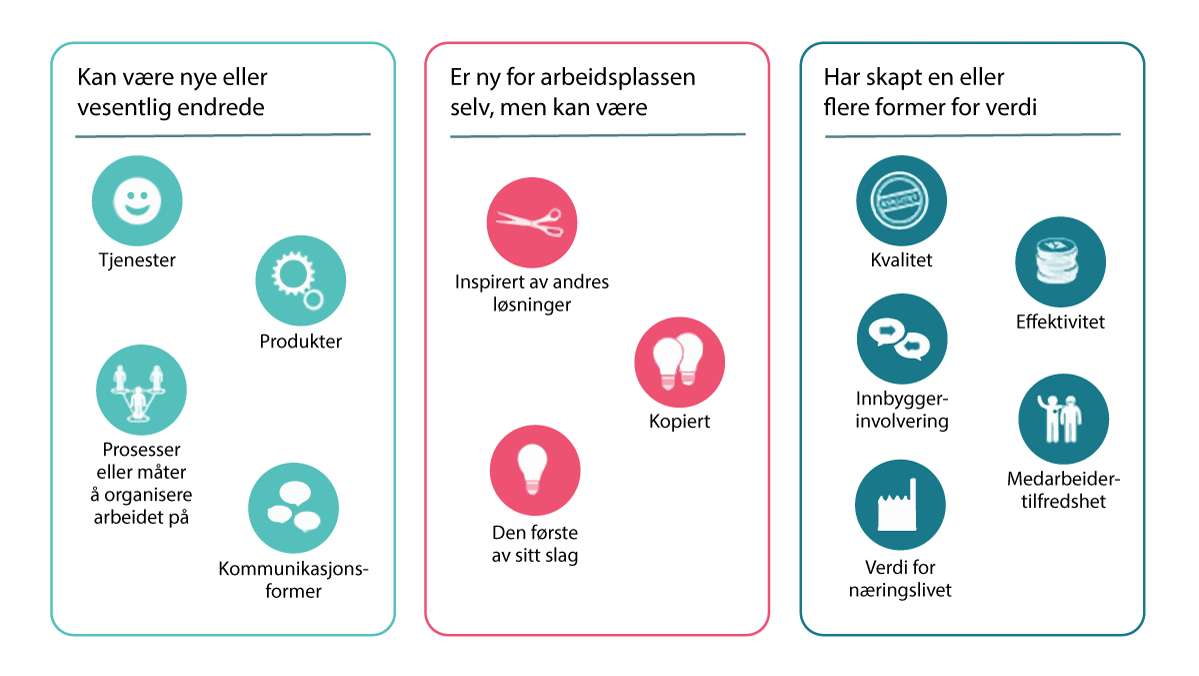 Kan være nye eller
vesentlig endrede
Tjenester
Produkter
Prosesser
eller måter
å organisere
arbeidet på
Kommunikasjons-
former
Er ny for arbeidsplassen
selv, men kan være
Inspirert av andres
løsninger
Kopiert
Den første
av sitt slag
Har skapt en eller
flere former for verdi
Kvalitet
Effektivitet
Innbygger-
involvering
Medarbeider-
tilfredshet
Verdi for
næringslivet